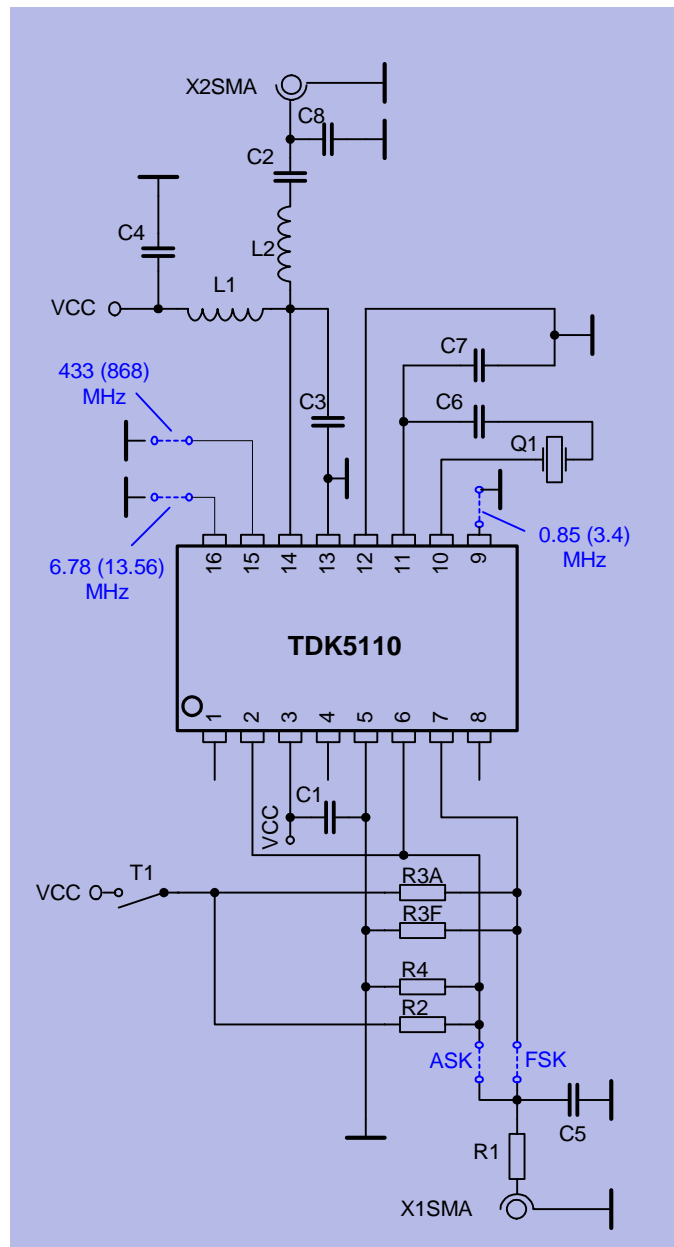 X2SMA
C8
C2
C4
L2
L1
VCC
C7
433 (868)
MHz
C3
C6
Q1
6.78 (13.56)
MHz
0.85 (3.4)
MHz
16
15
14
13
12
11
10
9
TDK5110
1
2
3
4
5
6
7
8
C1
VCC
T1
VCC
R3A
R3F
R4
R2
ASK
FSK
C5
R1
X1SMA